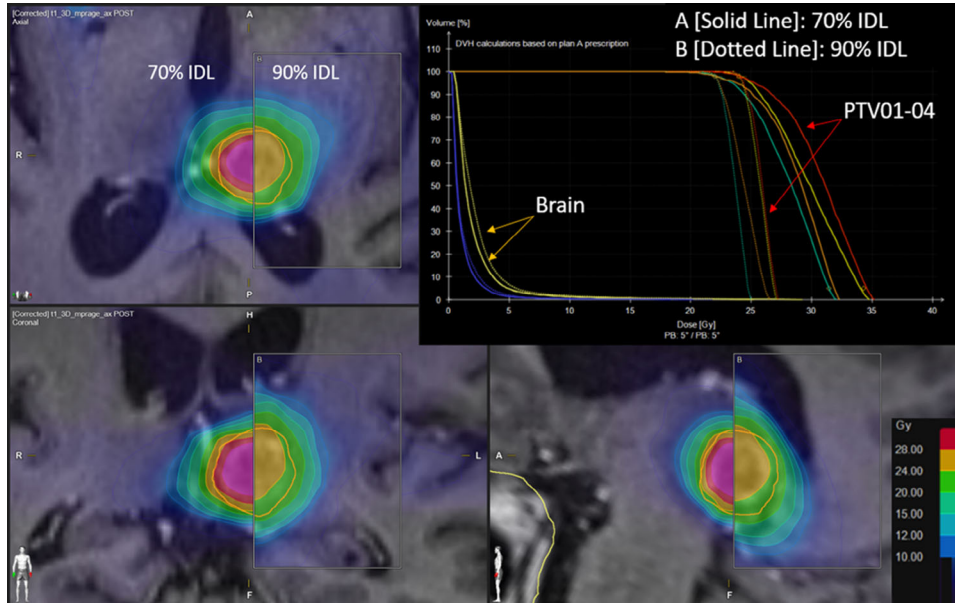 [Corrected] t1_3D_mprage_ax POST
Axial
A
B
70% IDL
90% IDL
R
P
Volume [%]
A [Solid Line]: 70% IDL
B [Dotted Line]: 90% IDL
DVH calculations based on plan A prescription
110
100
90
80
70
60
50
40
30
20
10
0
PTV01-04
Brain
0
5
10
15
20
25
30
35
40
Dose [Gy]
PB: 5" / PB: 5"
[Corrected] t1_3D_mprage_ax POST
Coronal
H
B
R
L
F
B
A
F
Gy
28.00
24.00
20.00
15.00
12.00
10.00